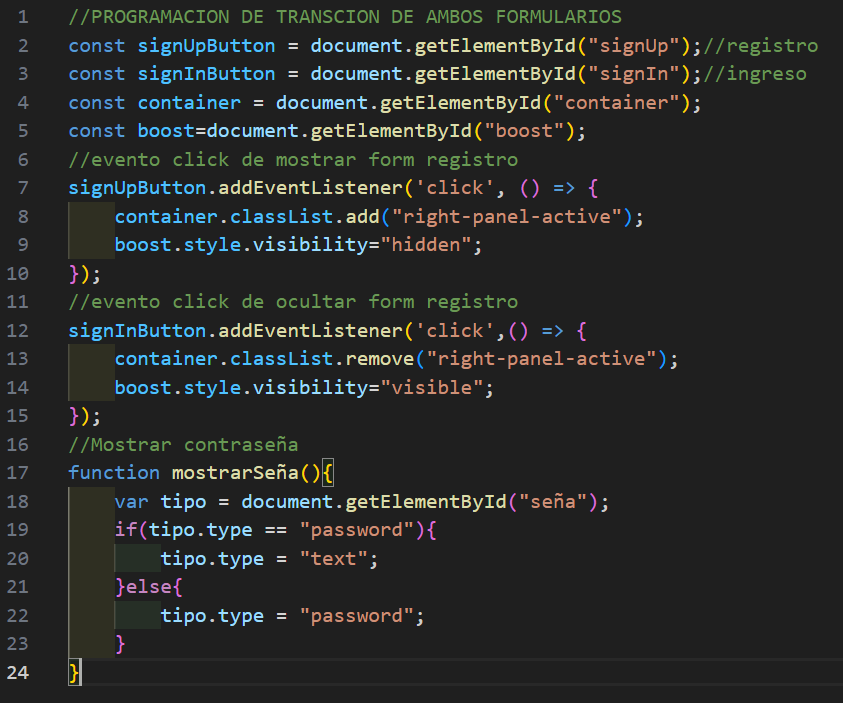 1 //PROGRAMACION DE TRANSCION DE AMBOS FORMULARIOS
2 const signUpButton = document.getElementById("signUp");//registro
3 const signInButton = document.getElementById("signIn");//ingreso
4 const container = document.getElementById("container");
5 const boost=document.getElementById("boost");
6 //evento click de mostrar form registro
7 signUpButton.addEventListener('click', () => {
8     container.classList.add("right-panel-active");
9     boost.style.visibility="hidden";
10 });
11 //evento click de ocultar form registro
12 signInButton.addEventListener('click',() => {
13     container.classList.remove("right-panel-active");
14     boost.style.visibility="visible";
15 });
16 //Mostrar contraseña
17 function mostrarSeña(){
18     var tipo = document.getElementById("seña");
19     if(tipo.type == "password"){
20         tipo.type = "text";
21     }else{
22         tipo.type = "password";
23     }
24 }